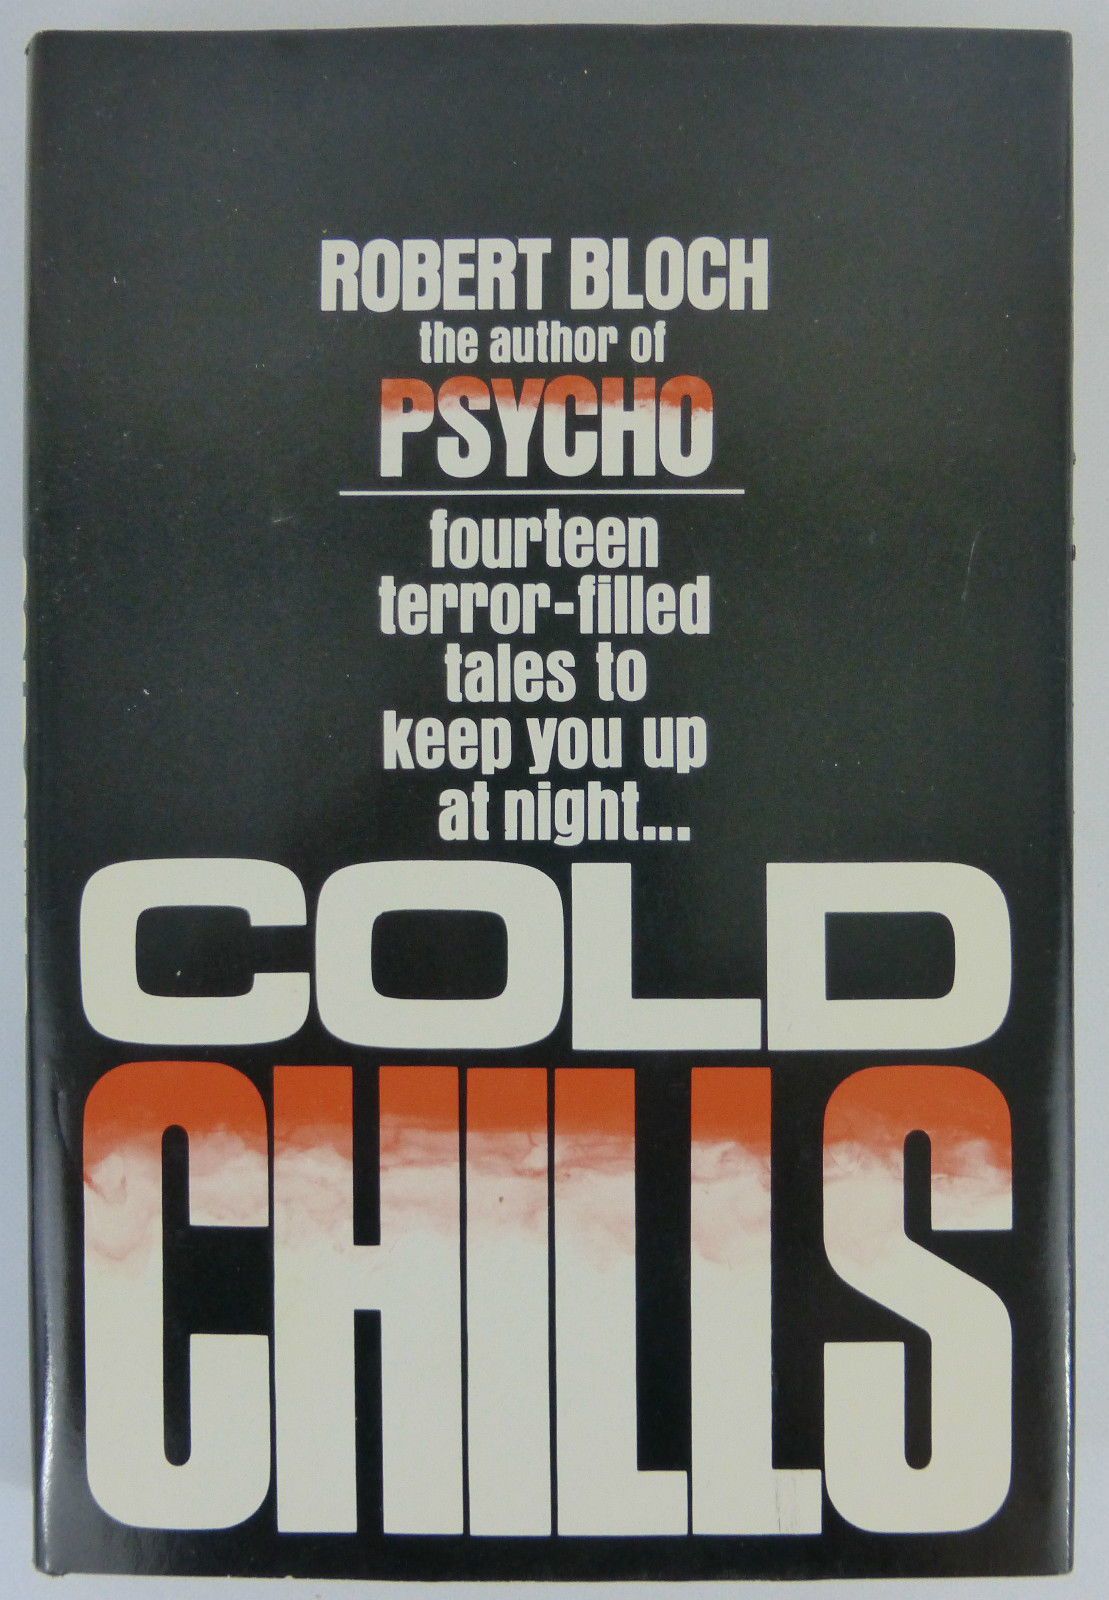 ROBERT BLOCH
the author of
PSYCHO
fourteen
terror-filled
tales to
keep you up
at night...
COLD
CHILLS